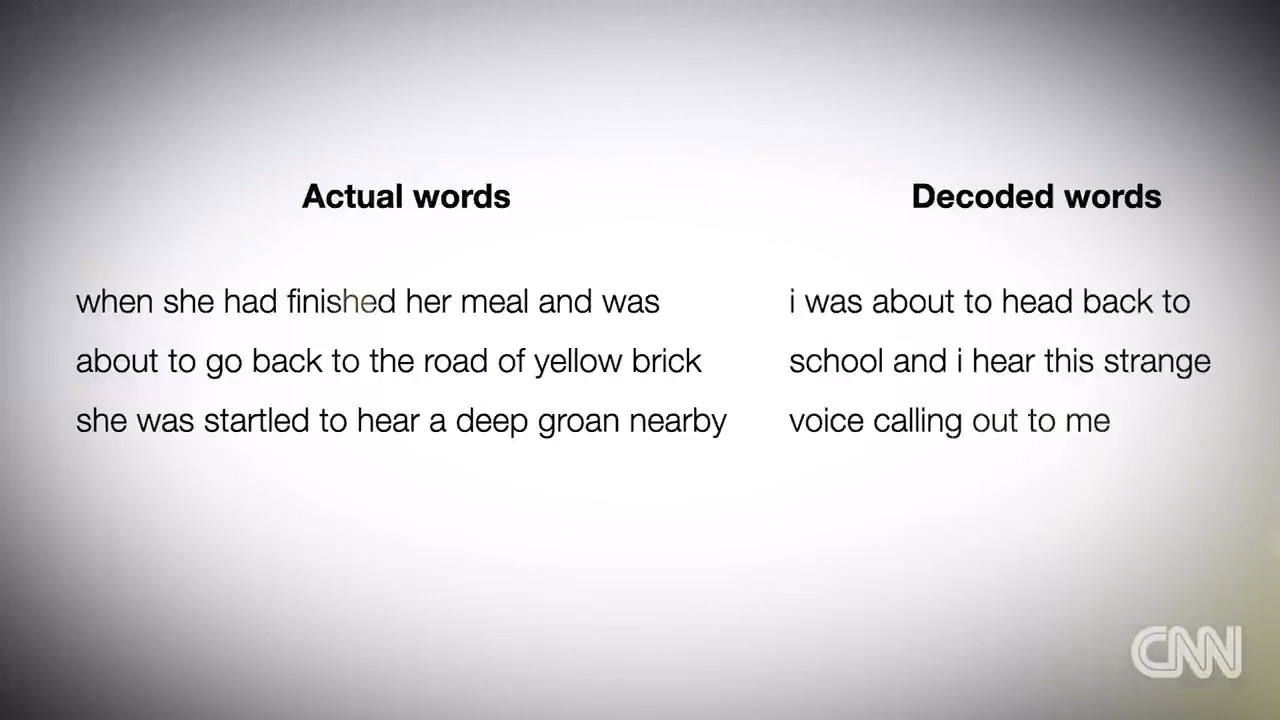 Actual words
when she had finished her meal and was
about to go back to the road of yellow brick
she was startled to hear a deep groan nearby
Decoded words
i was about to head back to
school and i hear this strange
voice calling out to me
CNN